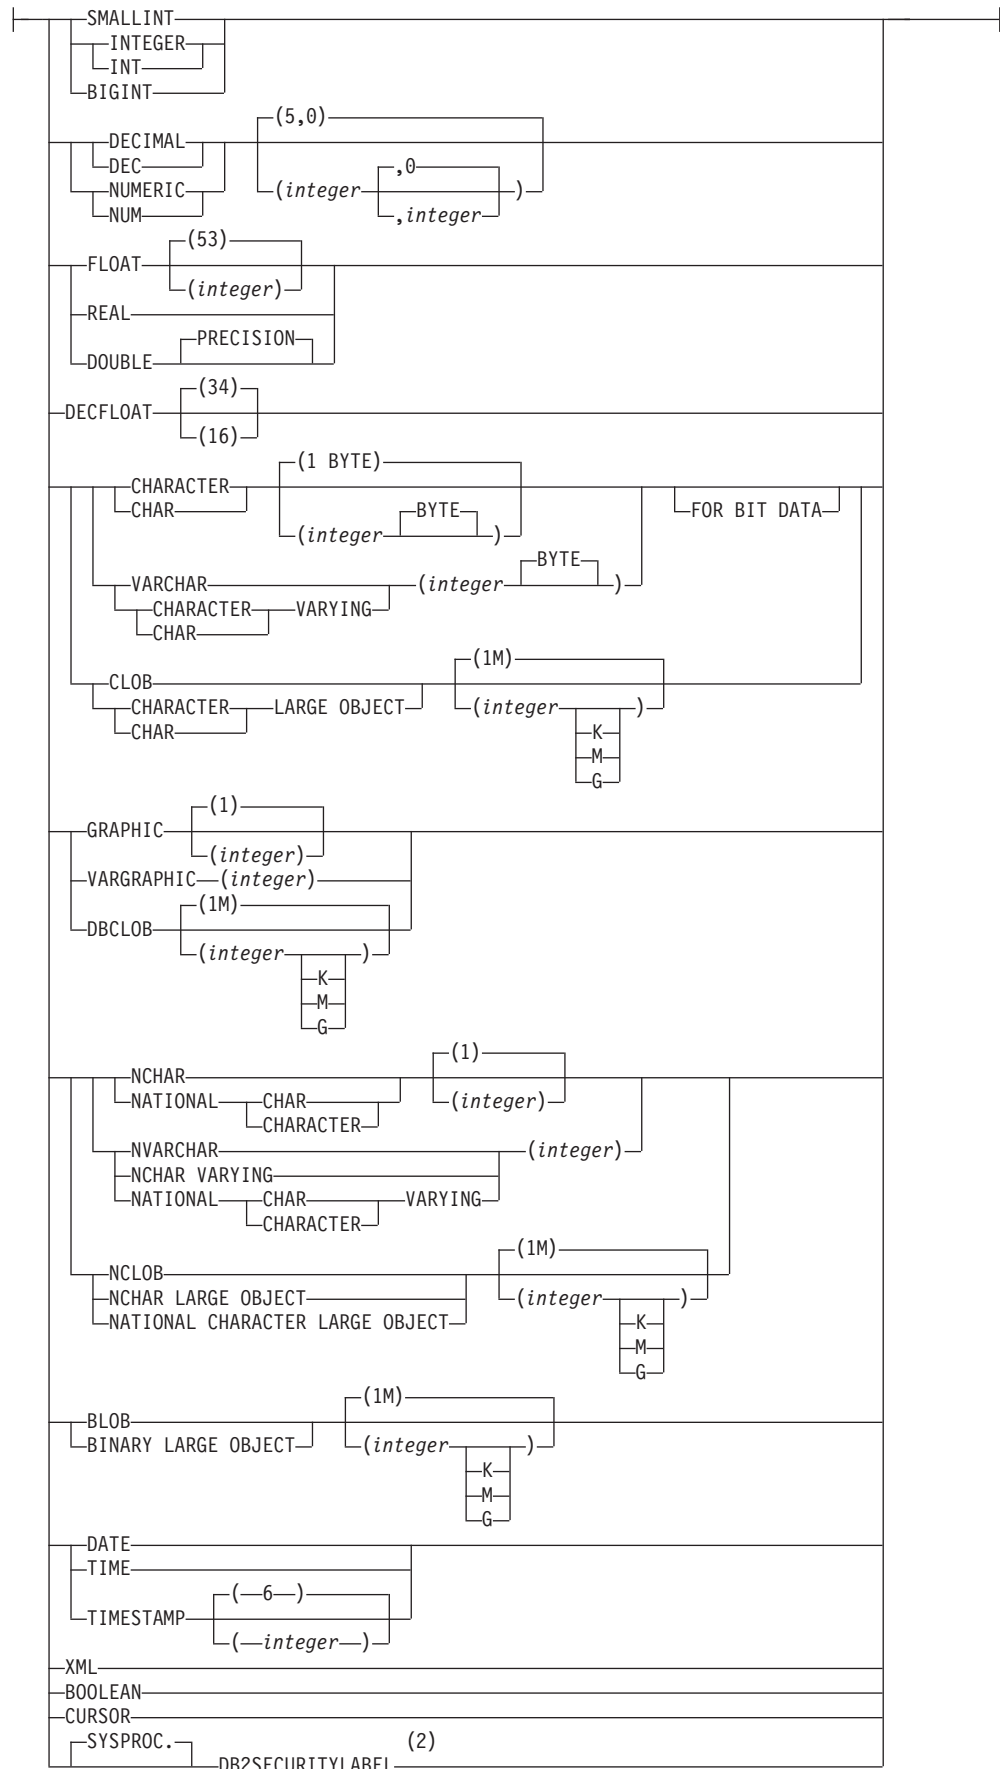 SMALLINT
INTEGER
INT
BIGINT
(5,0)
DECIMAL
DEC
,0
NUMERIC (integer )
NUM ,integer
(53)
FLOAT
(integer)
REAL
PRECISION
DOUBLE
(34)
DECFLOAT
(16)
(1 BYTE)
CHARACTER
CHAR BYTE FOR BIT DATA
(integer )
BYTE
VARCHAR (integer )
CHARACTER VARYING
CHAR
(1M)
CLOB
CHARACTER LARGE OBJECT (integer )
CHAR K
M
G
(1)
GRAPHIC
(integer)
VARGRAPHIC (integer)
(1M)
DBCLOB
(integer )
K
M
G
(1)
NCHAR
NATIONAL CHAR (integer)
CHARACTER
NVARCHAR (integer)
NCHAR VARYING
NATIONAL CHAR VARYING
CHARACTER
(1M)
NCLOB
NCHAR LARGE OBJECT (integer )
NATIONAL CHARACTER LARGE OBJECT K
M
G
(1M)
BLOB
BINARY LARGE OBJECT (integer )
K
M
G
DATE
TIME
( 6 )
TIMESTAMP
( integer )
XML
BOOLEAN
CURSOR
SYSPROC. (2)
DB2SECURITYLABEL